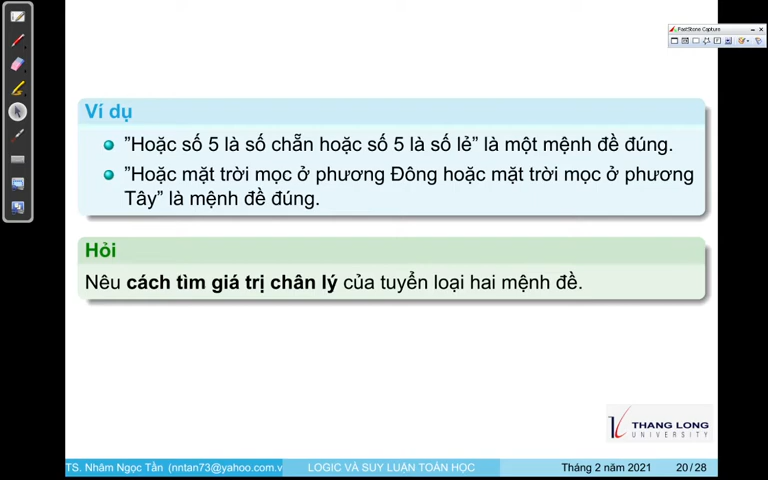 FastStone Capture
Ví dụ
"Hoặc số 5 là số chẵn hoặc số 5 là số lẻ" là một mệnh đề đúng.
"Hoặc mặt trời mọc ở phương Đông hoặc mặt trời mọc ở phương
Tây" là mệnh đề đúng.
Hỏi
Nêu cách tìm giá trị chân lý của tuyển loại hai mệnh đề.
THANG LONG
UNIVERSITY
TS. Nhâm Ngọc Tần (nntan73@yahoo.com.v
LOGIC VÀ SUY LUẬN TOÁN HỌC
Tháng 2 năm 2021
20 / 28